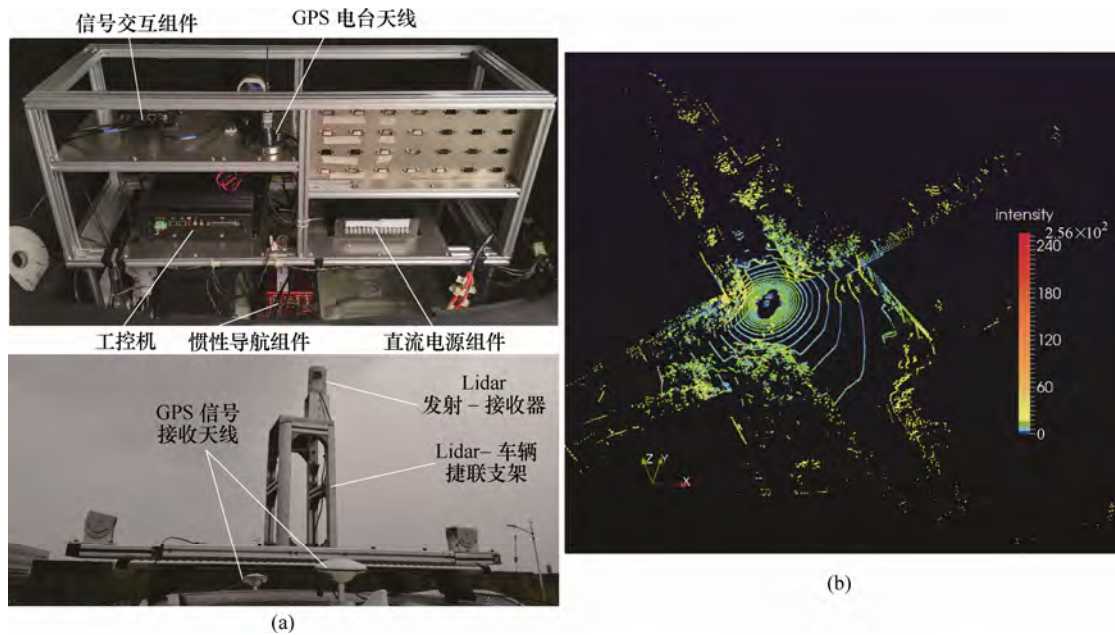 信号交互组件
GPS 电台天线
工控机
惯性导航组件
直流电源组件
Lidar
发射－接收器
GPS 信号
接收天线
Lidar－车辆
捷联支架
(a)
intensity
2.56×10²
240
180
120
60
0
Z
Y
X
(b)